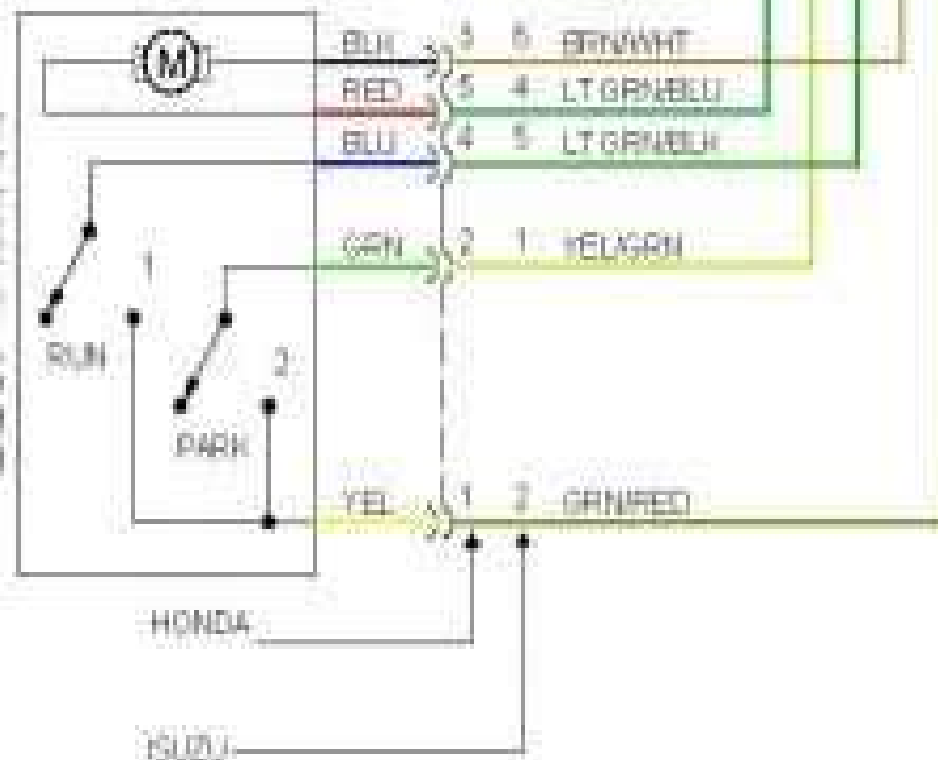 M
BLK 3 6 BRN/WHT
RED 5 4 LT GRN/BLU
BLU 4 5 LT GRN/BLK
GRN 2 1 YEL/GRN
1
RUN
2
PARK
YEL 1 2 GRN/RED
HONDA
ISUZU